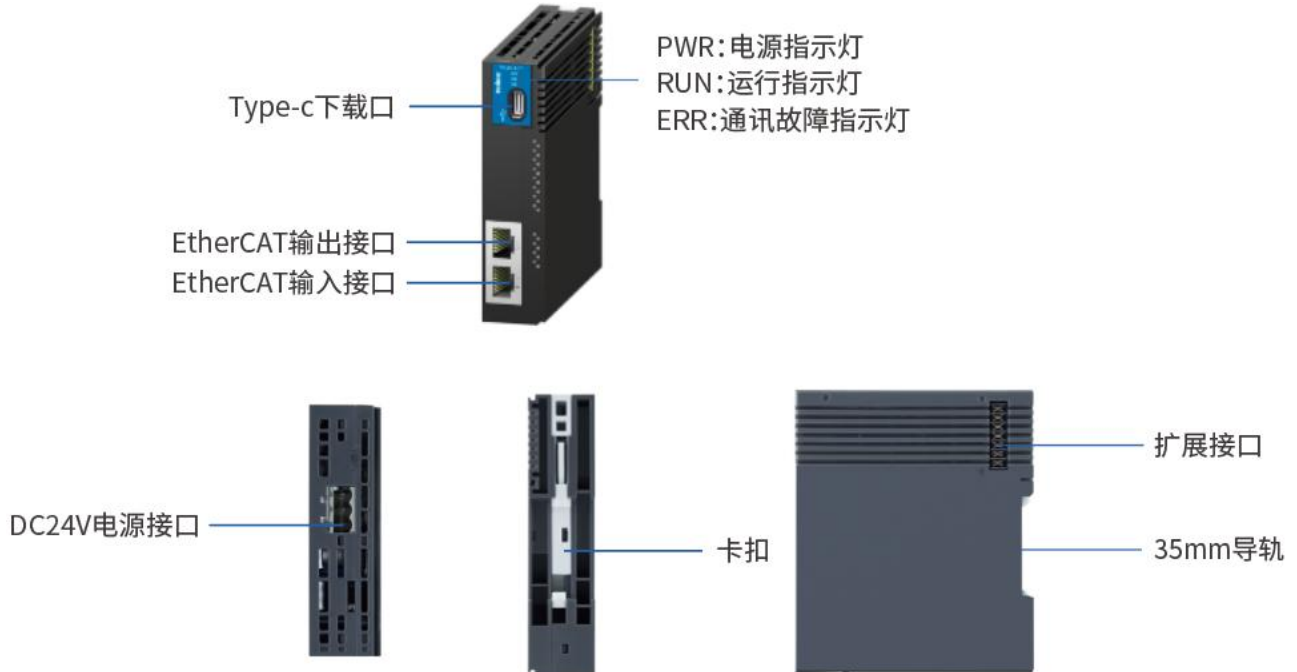 PWR:电源指示灯
RUN:运行指示灯
ERR:通讯故障指示灯
Type-c下载口
EtherCAT输出接口
EtherCAT输入接口
DC24V电源接口
卡扣
扩展接口
35mm导轨